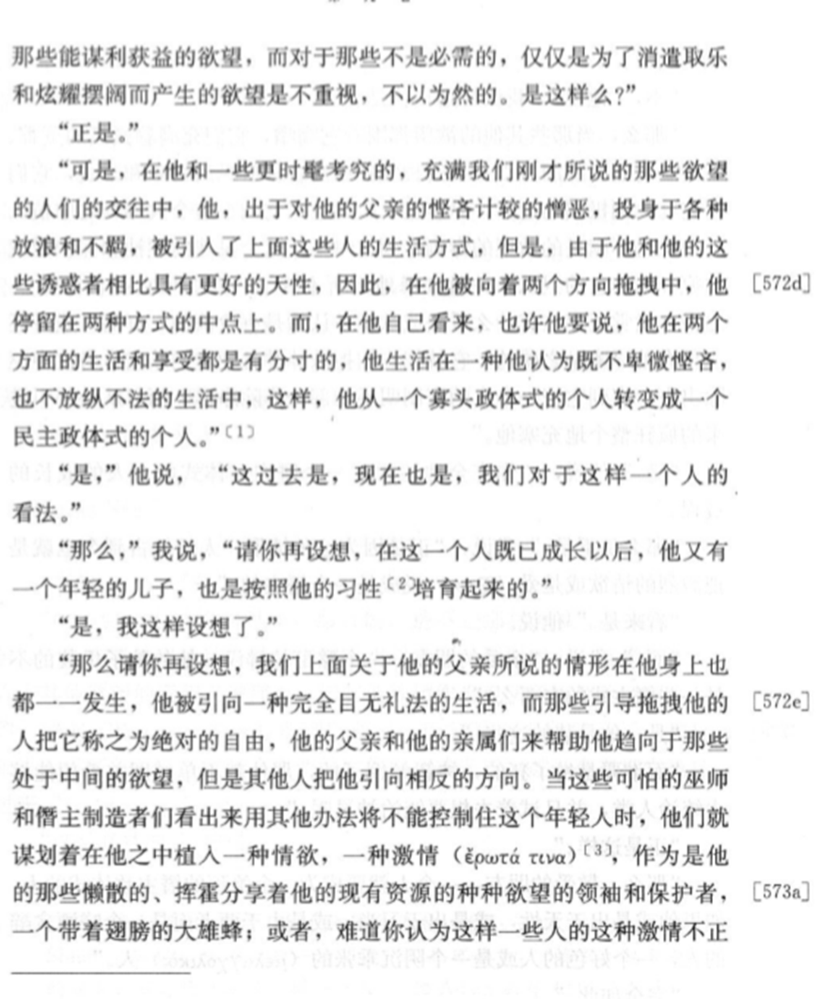 那些能谋利获益的欲望，而对于那些不是必需的，仅仅是为了消遣取乐
和炫耀摆阔而产生的欲望是不重视，不以为然的。是这样么？”
“正是。”
“可是，在他和一些更时髦考究的，充满我们刚才所说的那些欲望
的人们的交往中，他，出于对他的父亲的悭吝计较的憎恶，投身于各种
放浪和不羁，被引入了上面这些人的生活方式，但是，由于他和他的这
些诱惑者相比具有更好的天性，因此，在他被向着两个方向拖拽中，他 [572d]
停留在两种方式的中点上。而，在他自己看来，也许他要说，他在两个
方面的生活和享受都是有分寸的，他生活在一种他认为既不卑微悭吝，
也不放纵不法的生活中，这样，他从一个寡头政体式的个人转变成一个
民主政体式的个人。”〔1〕
“是，”他说，“这过去是，现在也是，我们对于这样一个人的
看法。”
“那么，”我说，“请你再设想，在这一个人既已成长以后，他又有
一个年轻的儿子，也是按照他的习性〔2〕培育起来的。”
“是，我这样设想了。”
“那么请你再设想，我们上面关于他的父亲所说的情形在他身上也
都一一发生，他被引向一种完全目无礼法的生活，而那些引导拖拽他的 [572e]
人把它称之为绝对的自由，他的父亲和他的亲属们来帮助他趋向于那些
处于中间的欲望，但是其他人把他引向相反的方向。当这些可怕的巫师
和僭主制造者们看出来用其他办法将不能控制住这个年轻人时，他们就
谋划着在他之中植入一种情欲，一种激情（ἔρωτά τινα）〔3〕，作为是他
的那些懒散的、挥霍分享着他的现有资源的种种欲望的领袖和保护者， [573a]
一个带着翅膀的大雄蜂；或者，难道你认为这样一些人的这种激情不正